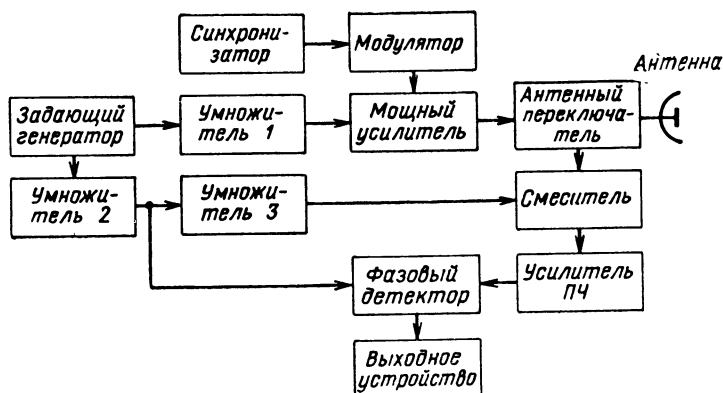 Синхрони-
затор
Модулятор
Антенна
Задающий
генератор
Умножи-
тель 1
Мощный
усилитель
Антенный
переключа-
тель
Умножи-
тель 2
Умножи-
тель 3
Смеситель
Фазовый
детектор
Усилитель
ПЧ
Выходное
устройство